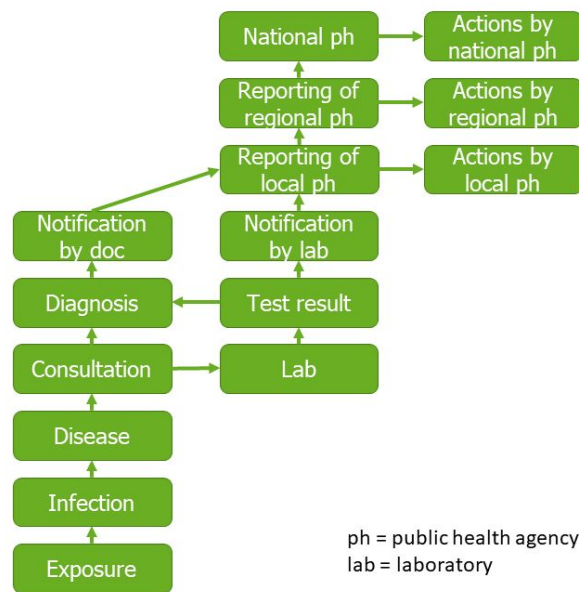 National ph
Actions by
national ph
Reporting of
regional ph
Actions by
regional ph
Reporting of
local ph
Actions by
local ph
Notification
by doc
Notification
by lab
Diagnosis
Test result
Consultation
Lab
Disease
Infection
Exposure
ph = public health agency
lab = laboratory